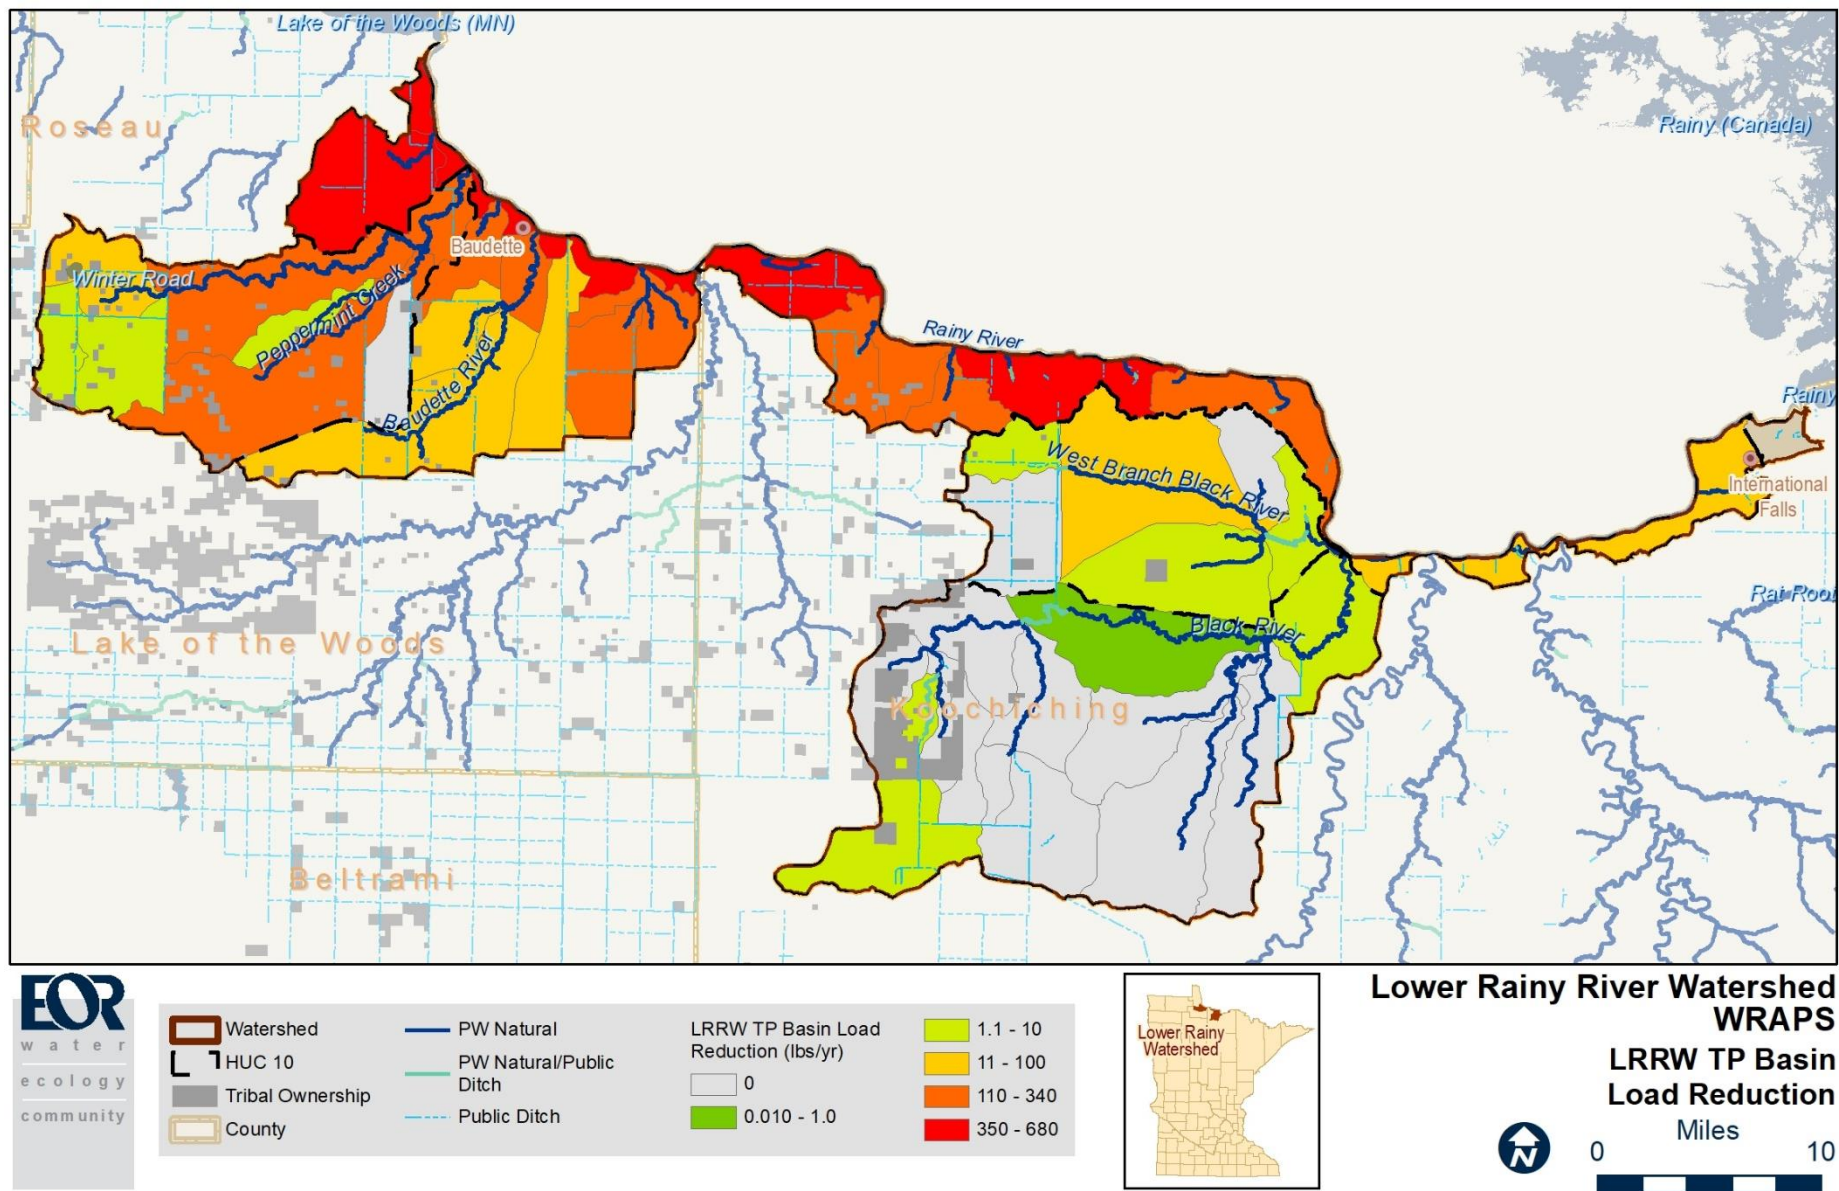 Lake of the Woods (MN)
Roseau
Rainy (Canada)
Baudette
Winter Road
Peppermint Creek
Baudette River
Rainy River
Rainy
West Branch Black River
International
Falls
Rat Root
Black River
Lake of the Woods
Koochiching
Beltrami
EOR
water
ecology
community
Watershed
HUC 10
Tribal Ownership
County
PW Natural
PW Natural/Public
Ditch
Public Ditch
LRRW TP Basin Load
Reduction (lbs/yr)
0
0.010 - 1.0
1.1 - 10
11 - 100
110 - 340
350 - 680
Lower Rainy
Watershed
Lower Rainy River Watershed
WRAPS
LRRW TP Basin
Load Reduction
Miles
N
0 10